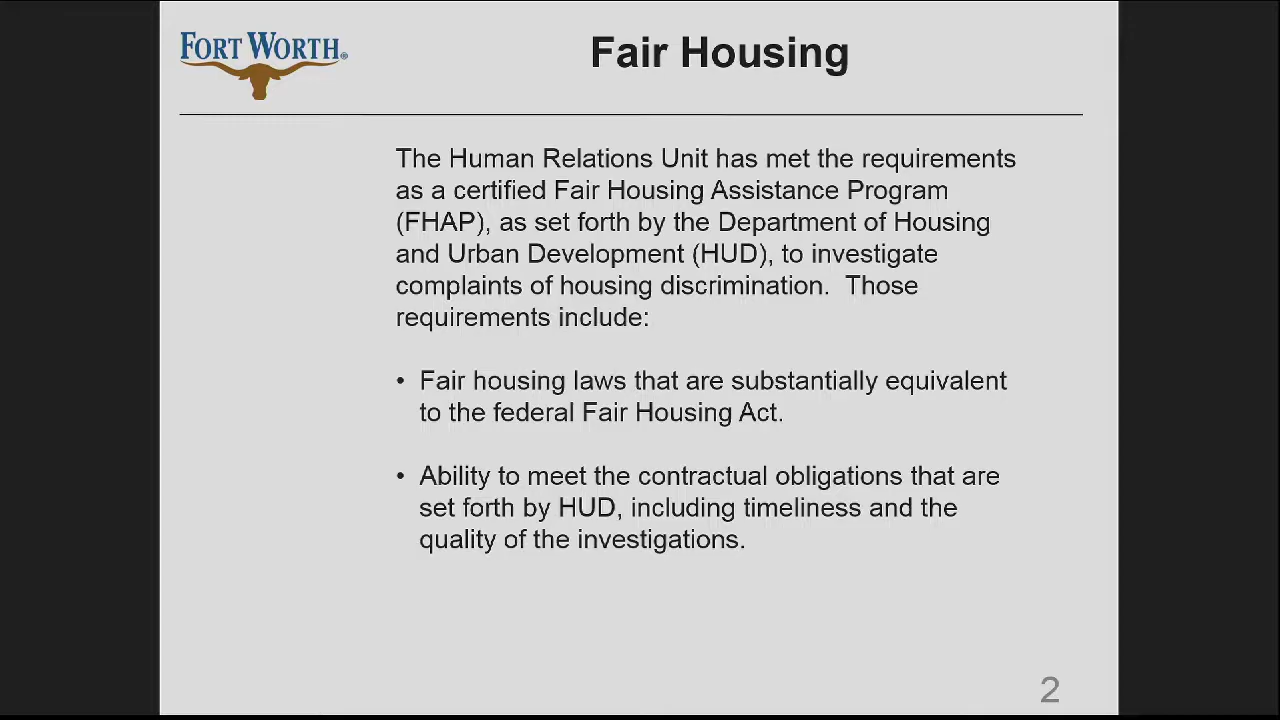 FORT WORTH®
Fair Housing
The Human Relations Unit has met the requirements
as a certified Fair Housing Assistance Program
(FHAP), as set forth by the Department of Housing
and Urban Development (HUD), to investigate
complaints of housing discrimination.  Those
requirements include:
• Fair housing laws that are substantially equivalent
to the federal Fair Housing Act.
• Ability to meet the contractual obligations that are
set forth by HUD, including timeliness and the
quality of the investigations.
2